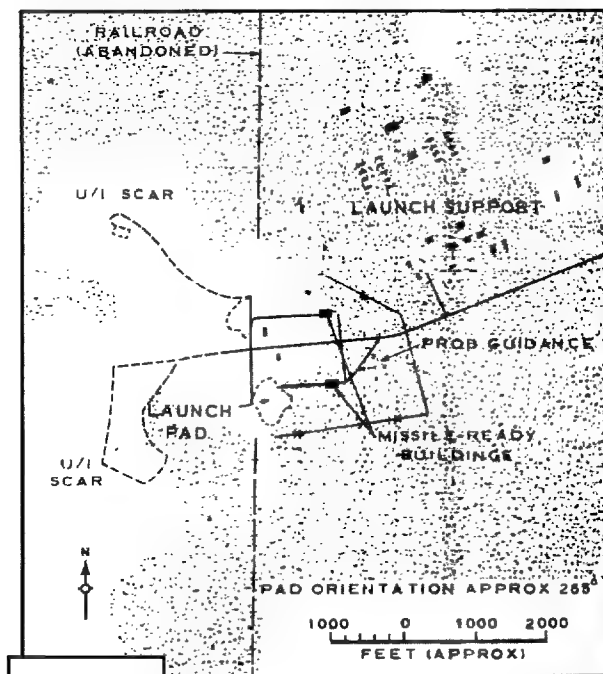 RAILROAD
(ABANDONED)
U/I SCAR
LAUNCH SUPPORT
PROB GUIDANCE
LAUNCH
PAD
MISSILE-READY
BUILDINGS
U/I
SCAR
N
PAD ORIENTATION APPROX 255°
1000 0 1000 2000
FEET (APPROX)